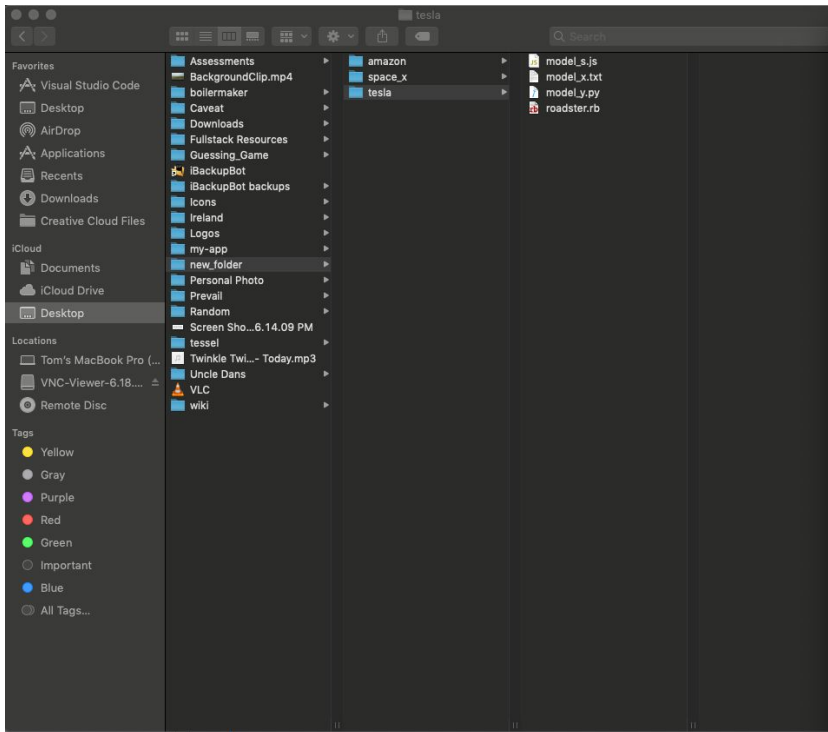 tesla
Search
Favorites
Visual Studio Code
Desktop
AirDrop
Applications
Recents
Downloads
Creative Cloud Files
iCloud
Documents
iCloud Drive
Desktop
Locations
Tom's MacBook Pro (...
VNC-Viewer-6.18....
Remote Disc
Tags
Yellow
Gray
Purple
Red
Green
Important
Blue
All Tags...
Assessments
BackgroundClip.mp4
boilermaker
Caveat
Downloads
Fullstack Resources
Guessing_Game
iBackupBot
iBackupBot backups
Icons
Ireland
Logos
my-app
new_folder
Personal Photo
Prevail
Random
Screen Sho...6.14.09 PM
tessel
Twinkle Twi...- Today.mp3
Uncle Dans
VLC
wiki
amazon
space_x
tesla
model_s.js
model_x.txt
model_y.py
roadster.rb